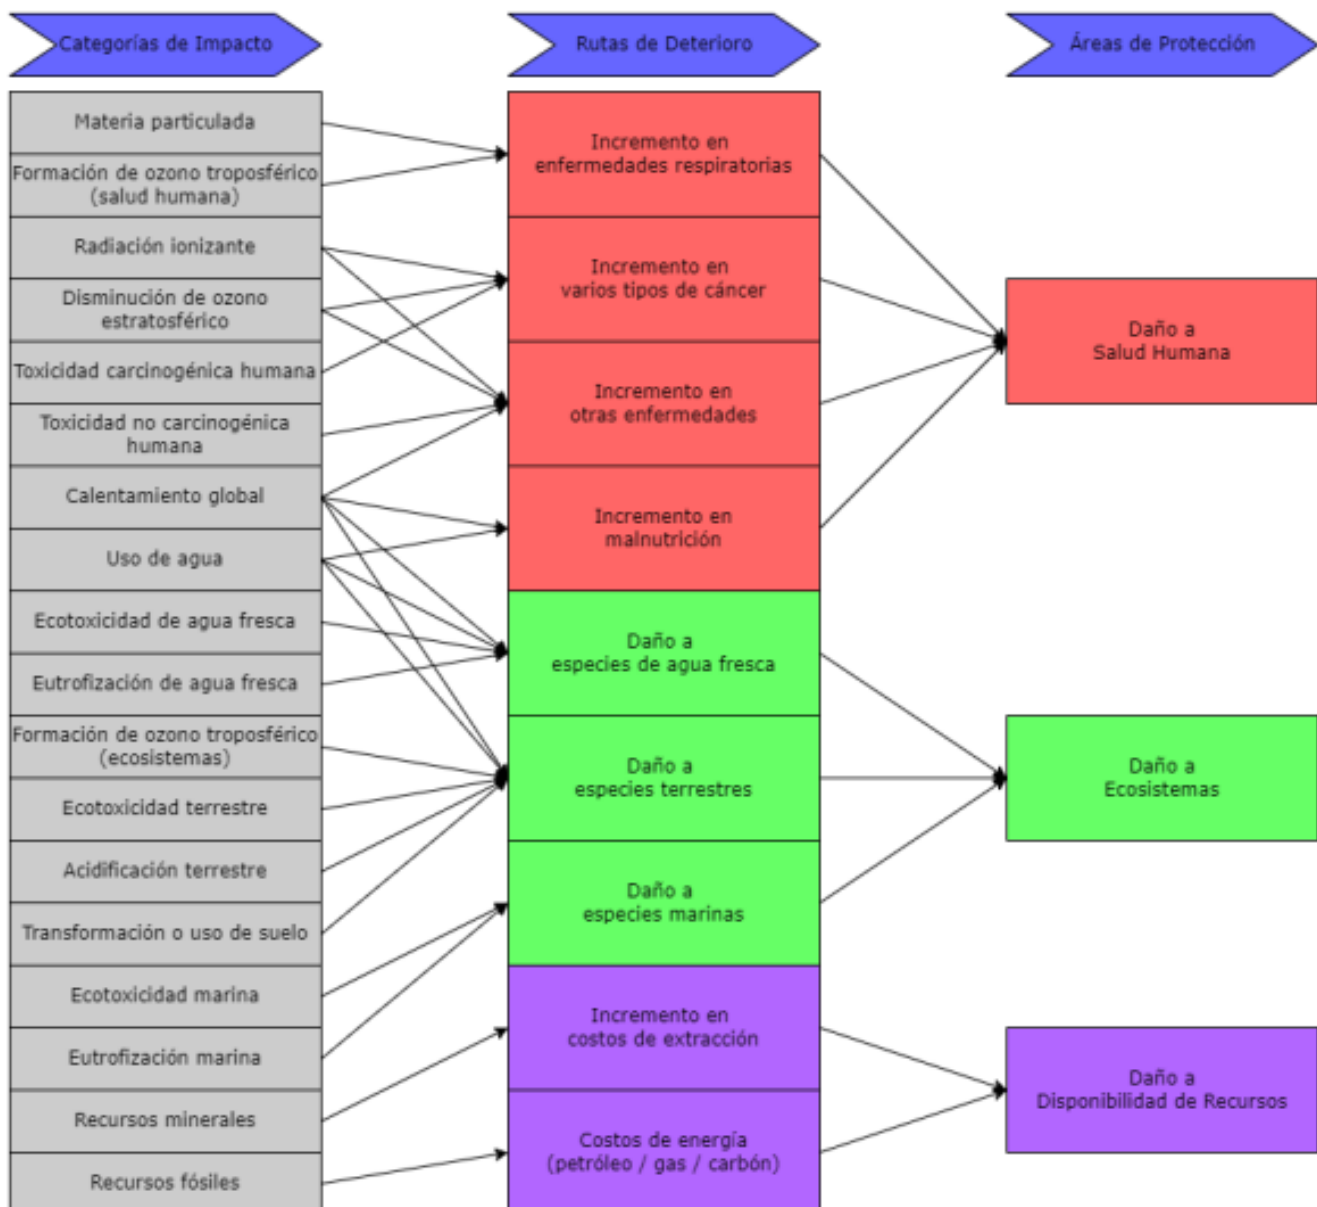 Categorías de Impacto
Rutas de Deterioro
Áreas de Protección
Materia particulada
Formación de ozono troposférico
(salud humana)
Radiación ionizante
Disminución de ozono
estratosférico
Toxicidad carcinogénica humana
Toxicidad no carcinogénica
humana
Calentamiento global
Uso de agua
Ecotoxicidad de agua fresca
Eutrofización de agua fresca
Formación de ozono troposférico
(ecosistemas)
Ecotoxicidad terrestre
Acidificación terrestre
Transformación o uso de suelo
Ecotoxicidad marina
Eutrofización marina
Recursos minerales
Recursos fósiles
Incremento en
enfermedades respiratorias
Incremento en
varios tipos de cáncer
Incremento en
otras enfermedades
Incremento en
malnutrición
Daño a
especies de agua fresca
Daño a
especies terrestres
Daño a
especies marinas
Incremento en
costos de extracción
Costos de energía
(petróleo / gas / carbón)
Daño a
Salud Humana
Daño a
Ecosistemas
Daño a
Disponibilidad de Recursos